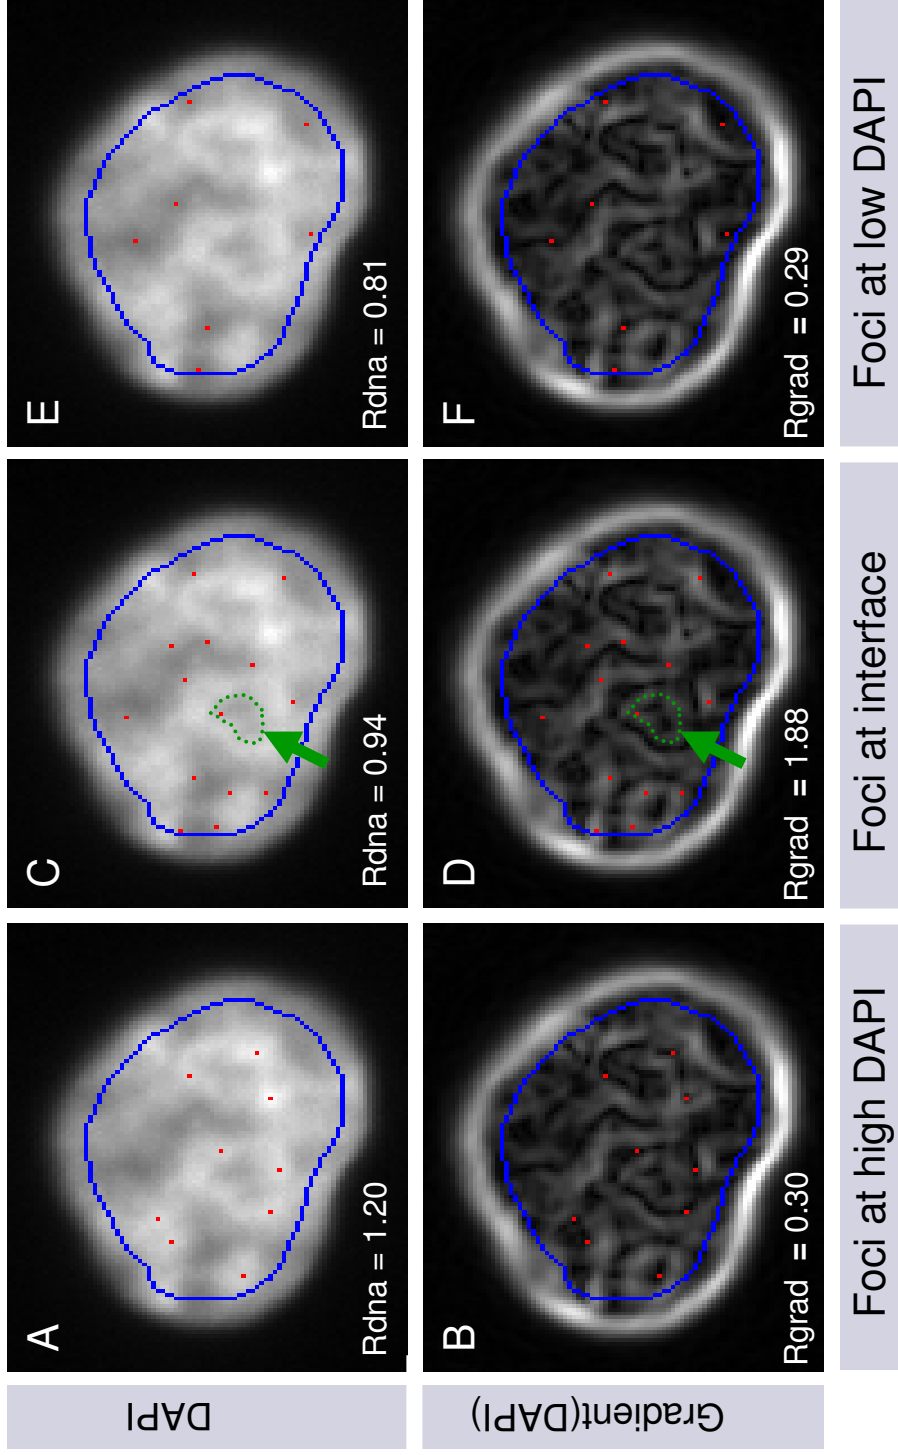 DAPI
A
Rdna = 1.20
C
Rdna = 0.94
E
Rdna = 0.81
Gradient(DAPI)
B
Rgrad = 0.30
D
Rgrad = 1.88
F
Rgrad = 0.29
Foci at high DAPI
Foci at interface
Foci at low DAPI